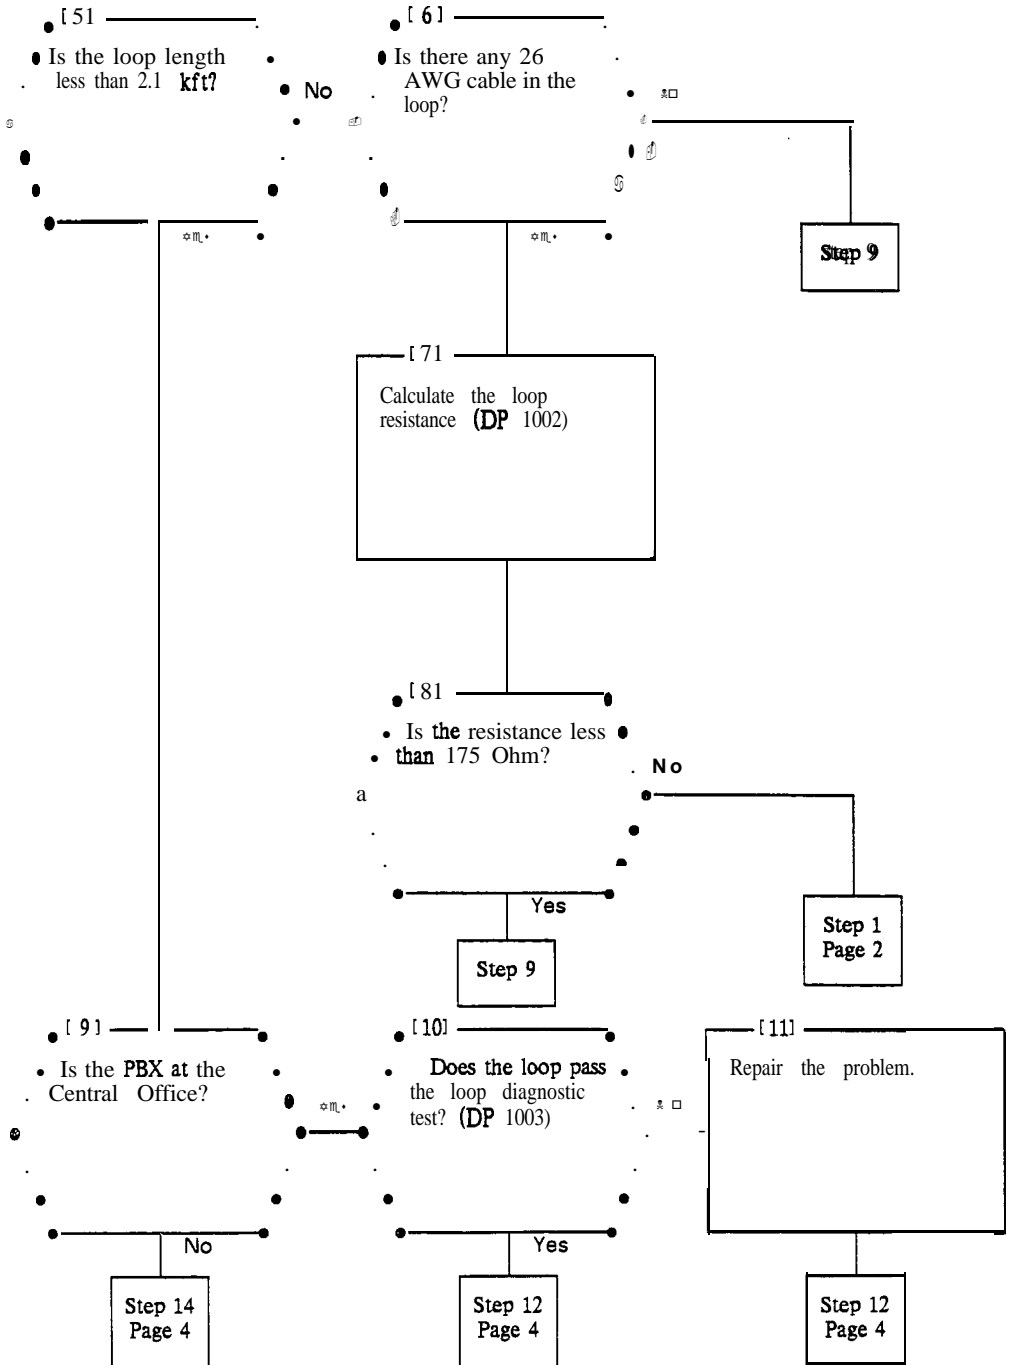 [51
Is the loop length
less than 2.1 kft?
No
[6]
Is there any 26
AWG cable in the
loop?
Step 9
[71
Calculate the loop
resistance (DP 1002)
[81
Is the resistance less
than 175 Ohm?
a
No
Yes
Step 9
Step 1
Page 2
[9]
Is the PBX at the
Central Office?
No
Step 14
Page 4
[10]
Does the loop pass
the loop diagnostic
test? (DP 1003)
Yes
Step 12
Page 4
[11]
Repair the problem.
Step 12
Page 4